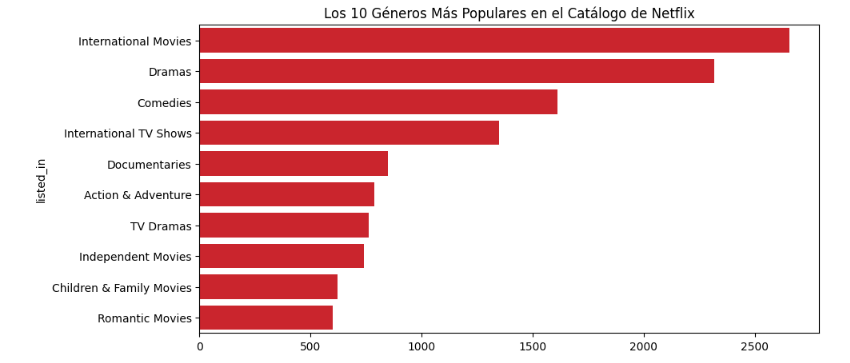 Los 10 Géneros Más Populares en el Catálogo de Netflix
listed_in
International Movies
Dramas
Comedies
International TV Shows
Documentaries
Action & Adventure
TV Dramas
Independent Movies
Children & Family Movies
Romantic Movies
0 500 1000 1500 2000 2500